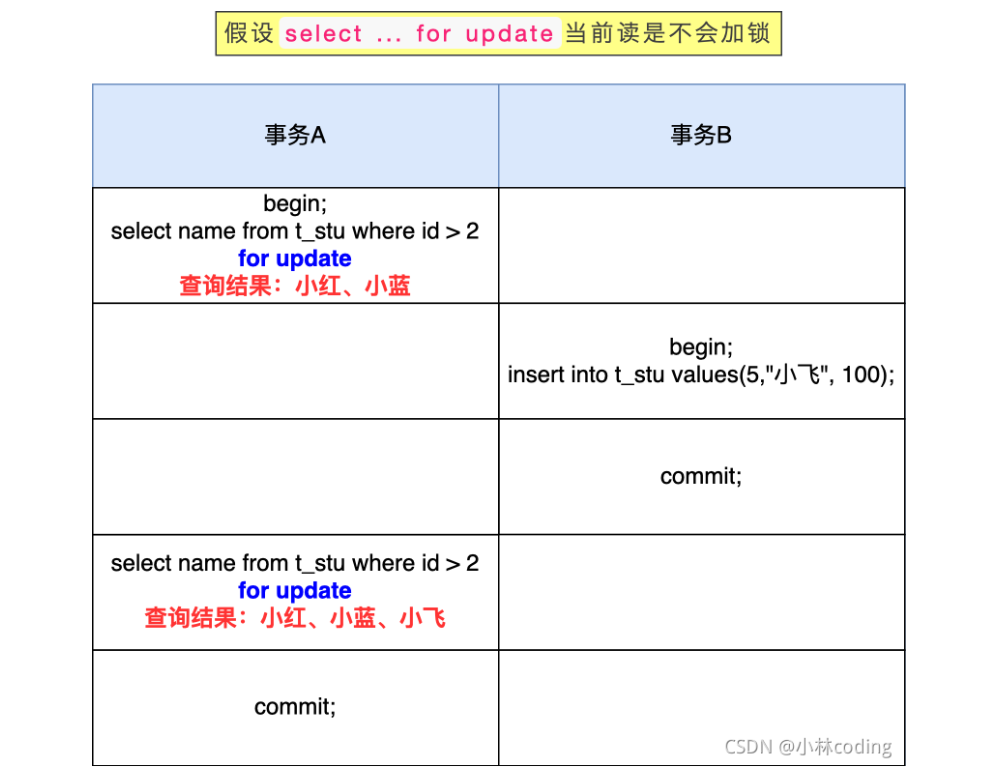 假设 select ... for update 当前读是不会加锁
事务A
事务B
begin;
select name from t_stu where id > 2
for update
查询结果：小红、小蓝
begin;
insert into t_stu values(5,"小飞", 100);
commit;
select name from t_stu where id > 2
for update
查询结果：小红、小蓝、小飞
commit;
CSDN @小林coding